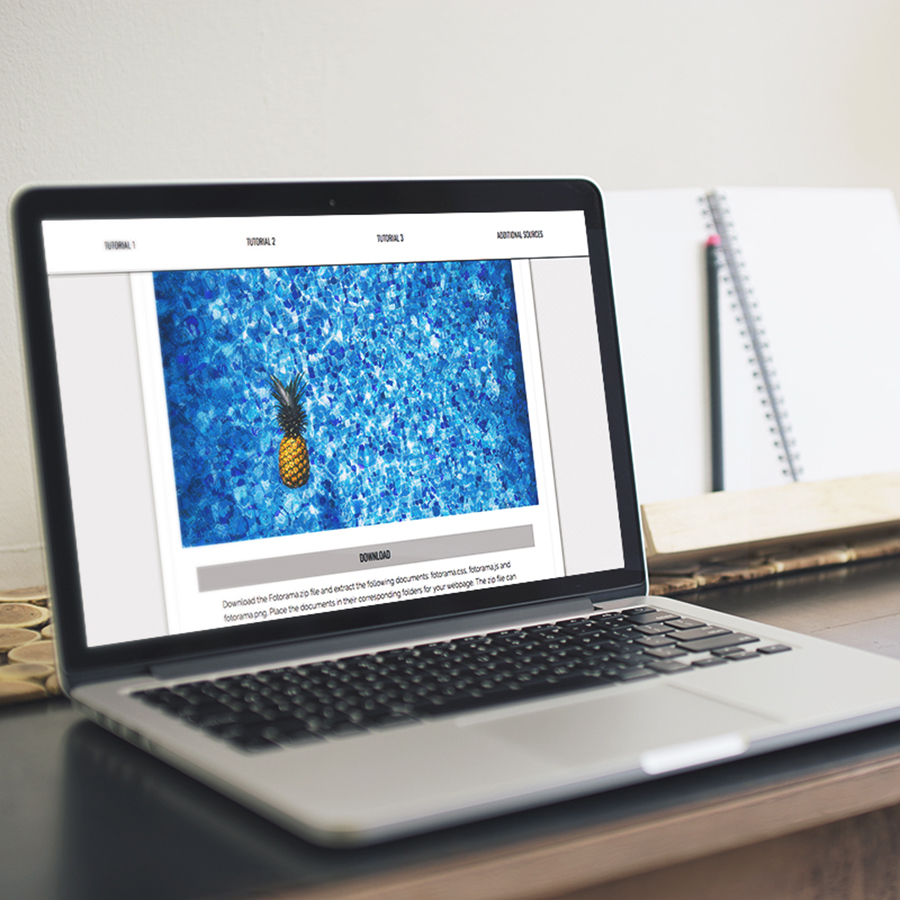 TUTORIAL 1
TUTORIAL 2
TUTORIAL 3
ADDITIONAL SOURCES
DOWNLOAD
Download the Fotorama zip file and extract the following documents: fotorama.css, fotorama.js and
fotorama.png. Place the documents in their corresponding folders for your webpage. The zip file can